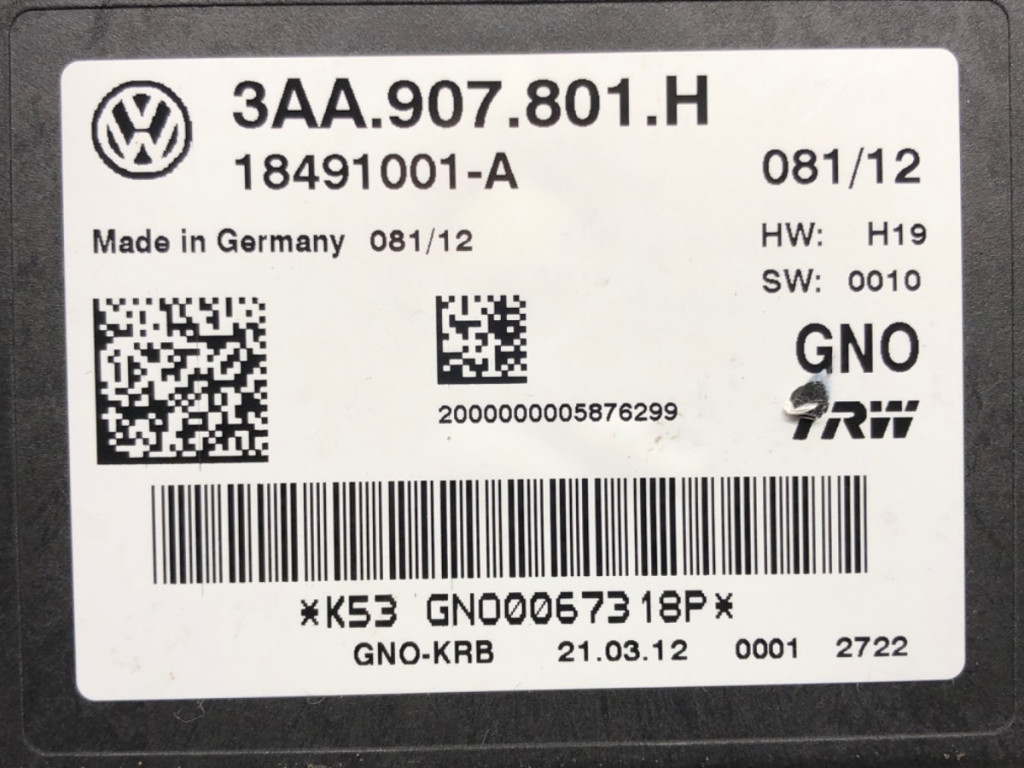 3AA.907.801.H
18491001-A
081/12
Made in Germany 081/12
HW: H19
SW: 0010
GNO
2000000005876299
TRW
*K53 GNO0067318P*
GNO-KRB 21.03.12 0001 2722